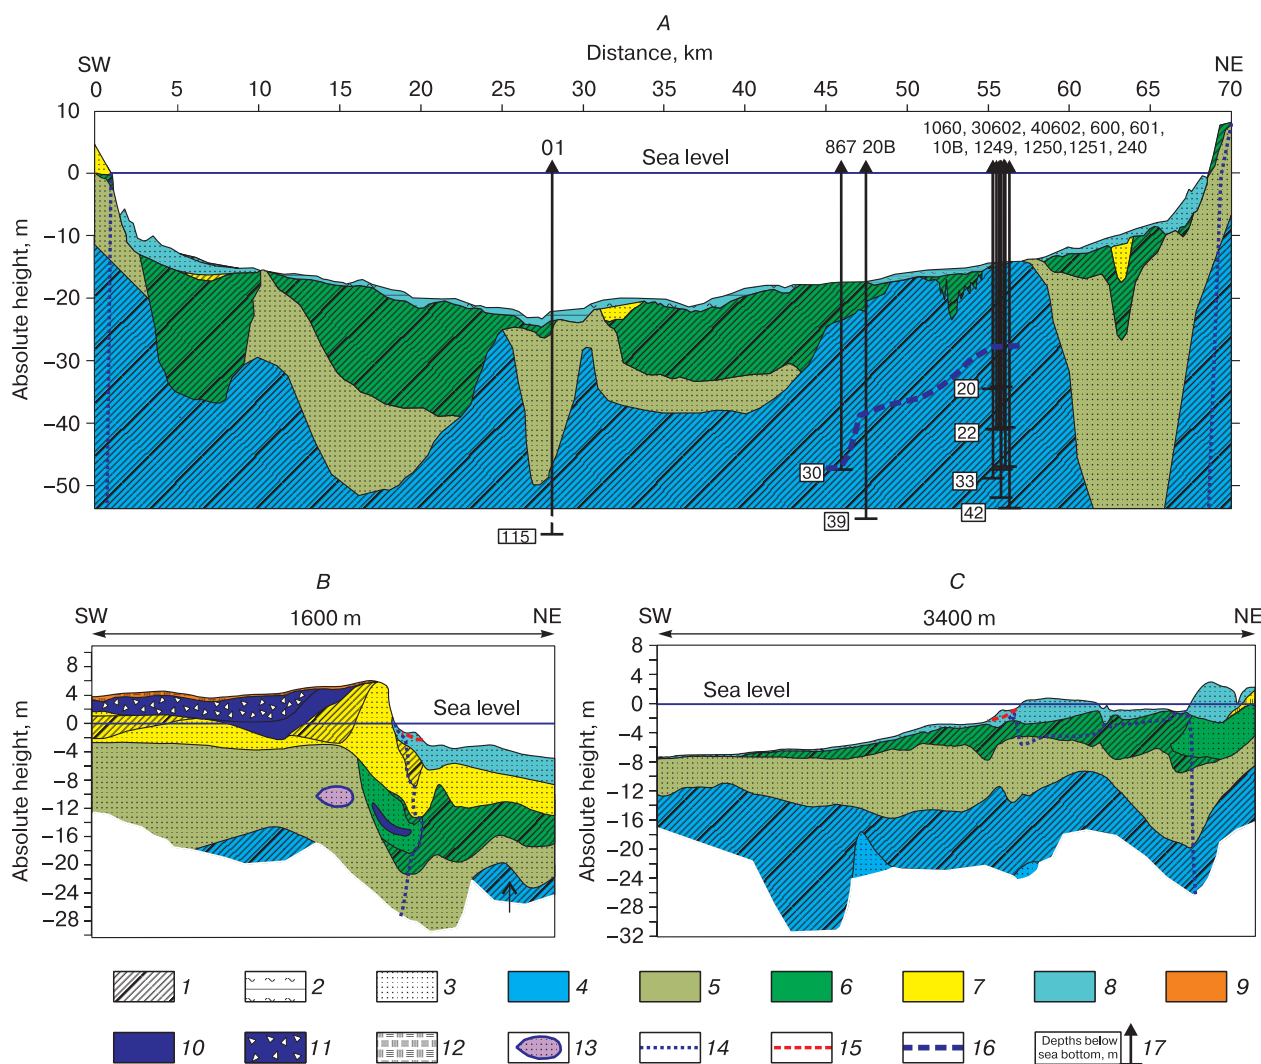 A
Distance, km
SW NE
0 5 10 15 20 25 30 35 40 45 50 55 60 65 70
10
0
−10
−20
−30
−40
−50
Absolute height, m
01
Sea level
867 20B
1060, 30602, 40602, 600, 601,
10B, 1249, 1250,1251, 240
20
22
30
33
39
42
115
B
SW NE
1600 m
8
4
0
−4
−8
−12
−16
−20
−24
−28
Absolute height, m
Sea level
C
SW NE
3400 m
8
4
0
−4
−8
−12
−16
−20
−24
−28
−32
Absolute height, m
Sea level
1 2 3 4 5 6 7 8 9
10 11 12 13 14 15 16 Depths below
sea bottom, m 17